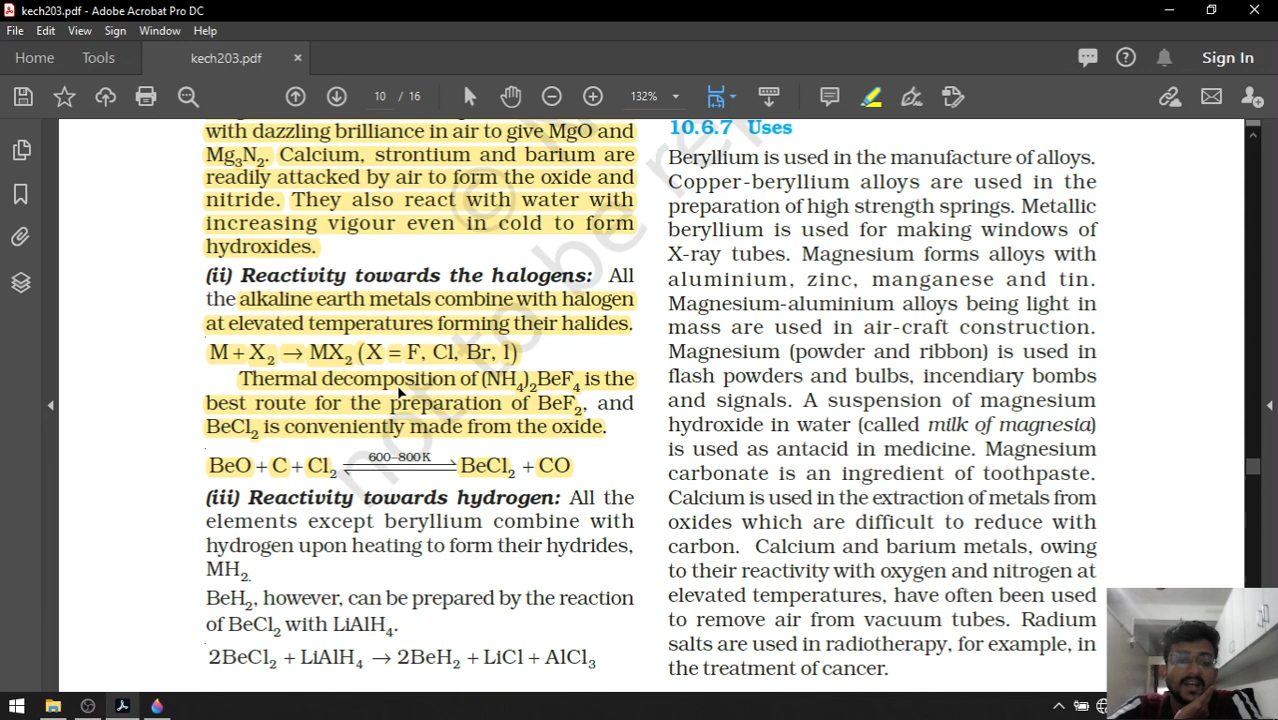 kech203.pdf - Adobe Acrobat Pro DC
File Edit View Sign Window Help
Home Tools kech203.pdf × Sign In
10 / 16 132%
with dazzling brilliance in air to give MgO and
Mg₃N₂. Calcium, strontium and barium are
readily attacked by air to form the oxide and
nitride. They also react with water with
increasing vigour even in cold to form
hydroxides.
(ii) Reactivity towards the halogens: All
the alkaline earth metals combine with halogen
at elevated temperatures forming their halides.
M + X₂ → MX₂ (X = F, Cl, Br, l)
Thermal decomposition of (NH₄)₂BeF₄ is the
best route for the preparation of BeF₂, and
BeCl₂ is conveniently made from the oxide.
600–800K
BeO + C + Cl₂ ⇌ BeCl₂ + CO
(iii) Reactivity towards hydrogen: All the
elements except beryllium combine with
hydrogen upon heating to form their hydrides,
MH₂.
BeH₂, however, can be prepared by the reaction
of BeCl₂ with LiAlH₄.
2BeCl₂ + LiAlH₄ → 2BeH₂ + LiCl + AlCl₃
10.6.7 Uses
Beryllium is used in the manufacture of alloys.
Copper-beryllium alloys are used in the
preparation of high strength springs. Metallic
beryllium is used for making windows of
X-ray tubes. Magnesium forms alloys with
aluminium, zinc, manganese and tin.
Magnesium-aluminium alloys being light in
mass are used in air-craft construction.
Magnesium (powder and ribbon) is used in
flash powders and bulbs, incendiary bombs
and signals. A suspension of magnesium
hydroxide in water (called milk of magnesia)
is used as antacid in medicine. Magnesium
carbonate is an ingredient of toothpaste.
Calcium is used in the extraction of metals from
oxides which are difficult to reduce with
carbon. Calcium and barium metals, owing
to their reactivity with oxygen and nitrogen at
elevated temperatures, have often been used
to remove air from vacuum tubes. Radium
salts are used in radiotherapy, for example, in
the treatment of cancer.
©
not to be re